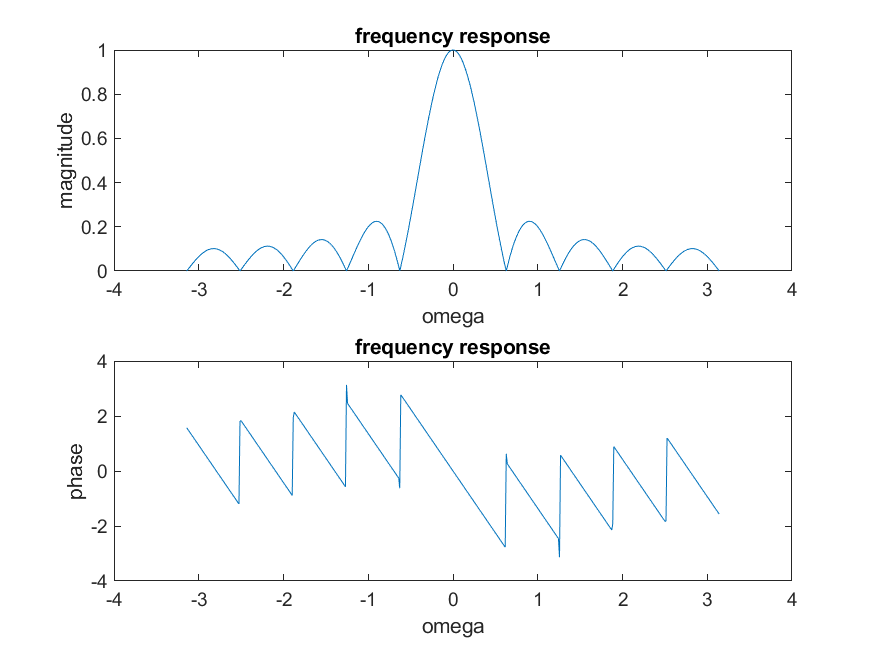 frequency response
magnitude
1
0.8
0.6
0.4
0.2
0
-4 -3 -2 -1 0 1 2 3 4
omega
frequency response
phase
4
2
0
-2
-4
-4 -3 -2 -1 0 1 2 3 4
omega